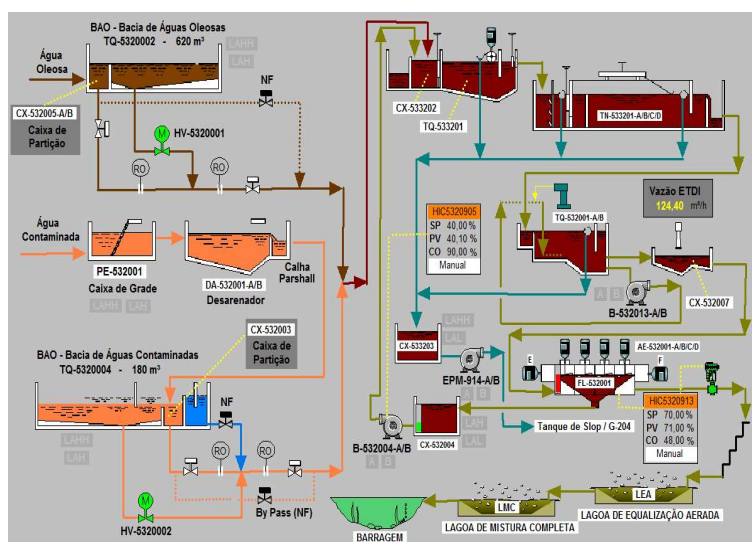 BAO - Bacia de Águas Oleosas
TQ-5320002 - 620 m³
LAHH
LAH
Água
Oleosa
NF
CX-532005-A/B
Caixa de
Partição
M
HV-5320001
RO
RO
Água
Contaminada
PE-532001
Caixa de Grade
LAHH
LAH
DA-532001-A/B
Desarenador
Calha
Parshall
CX-532003
Caixa de
Partição
BAO - Bacia de Águas Contaminadas
TQ-5320004 - 180 m³
NF
LAHH
LAH
RO
RO
M
HV-5320002
By Pass (NF)
CX-533202
TQ-533201
TN-533201-A/B/C/D
Vazão ETDI
124,40 m³/h
HIC5320905
SP 40,00 %
PV 40,10 %
CO 90,00 %
Manual
TQ-532001-A/B
CX-532007
A B
B-532013-A/B
CX-533203
LAHH
LAL
EPM-914-A/B
A B
AE-532001-A/B/C/D
E
F
FL-532001
HIC5320913
SP 70,00 %
PV 71,00 %
CO 48,00 %
Manual
Tanque de Slop / G-204
B-532004-A/B
A B
CX-532004
LAH
LAL
LEA
LAGOA DE EQUALIZAÇÃO AERADA
LMC
LAGOA DE MISTURA COMPLETA
BARRAGEM